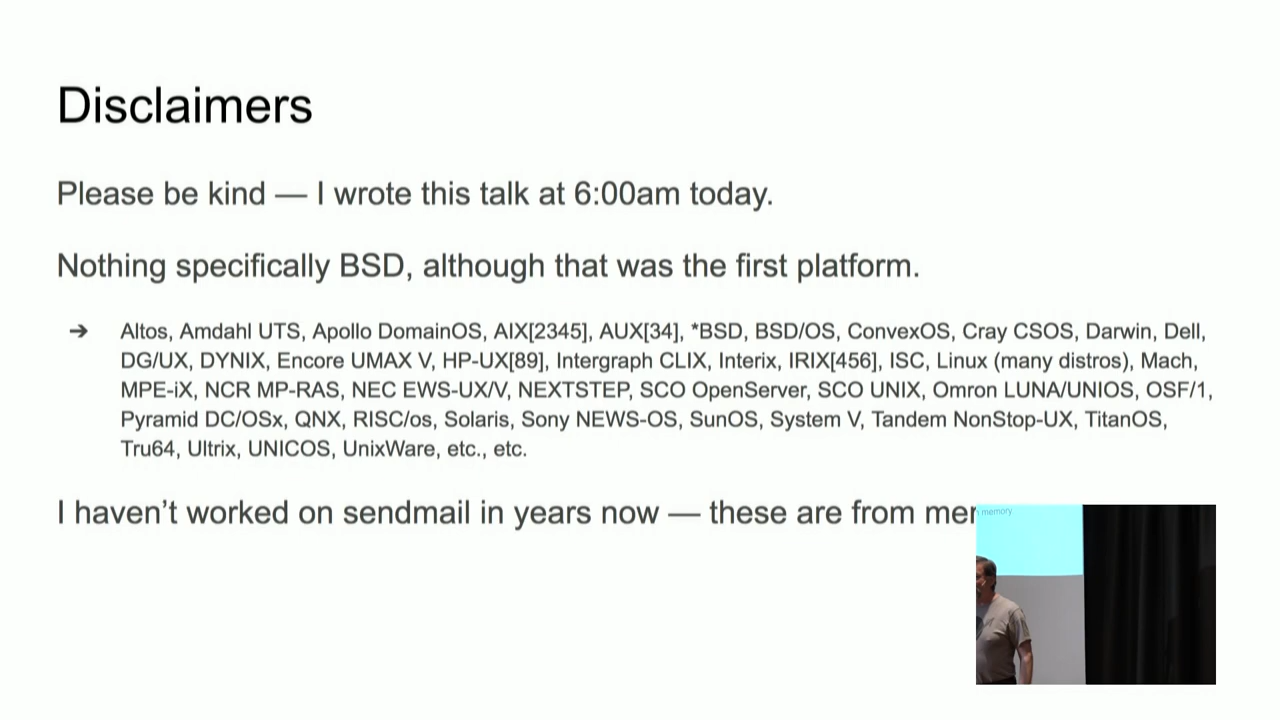 Disclaimers
Please be kind — I wrote this talk at 6:00am today.
Nothing specifically BSD, although that was the first platform.
➔ Altos, Amdahl UTS, Apollo DomainOS, AIX[2345], AUX[34], *BSD, BSD/OS, ConvexOS, Cray CSOS, Darwin, Dell,
DG/UX, DYNIX, Encore UMAX V, HP-UX[89], Intergraph CLIX, Interix, IRIX[456], ISC, Linux (many distros), Mach,
MPE-iX, NCR MP-RAS, NEC EWS-UX/V, NEXTSTEP, SCO OpenServer, SCO UNIX, Omron LUNA/UNIOS, OSF/1,
Pyramid DC/OSx, QNX, RISC/os, Solaris, Sony NEWS-OS, SunOS, System V, Tandem NonStop-UX, TitanOS,
Tru64, Ultrix, UNICOS, UnixWare, etc., etc.
I haven’t worked on sendmail in years now — these are from mer
memory